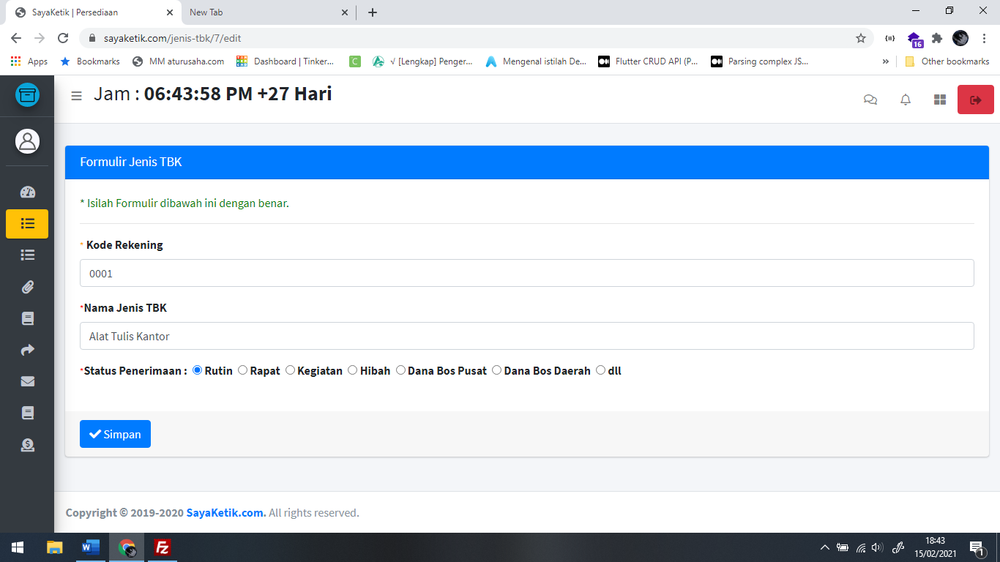 SayaKetik | Persediaan
New Tab
sayaketik.com/jenis-tbk/7/edit
16
Apps
Bookmarks
MM aturusaha.com
Dashboard | Tinker...
C
√ [Lengkap] Penger...
Mengenal istilah De...
Flutter CRUD API (P...
Parsing complex JS...
»
Other bookmarks
Jam : 06:43:58 PM +27 Hari
Formulir Jenis TBK
* Isilah Formulir dibawah ini dengan benar.
* Kode Rekening
0001
*Nama Jenis TBK
Alat Tulis Kantor
*Status Penerimaan : Rutin Rapat Kegiatan Hibah Dana Bos Pusat Dana Bos Daerah dll
Simpan
Copyright © 2019-2020 SayaKetik.com. All rights reserved.
18:43
15/02/2021
1